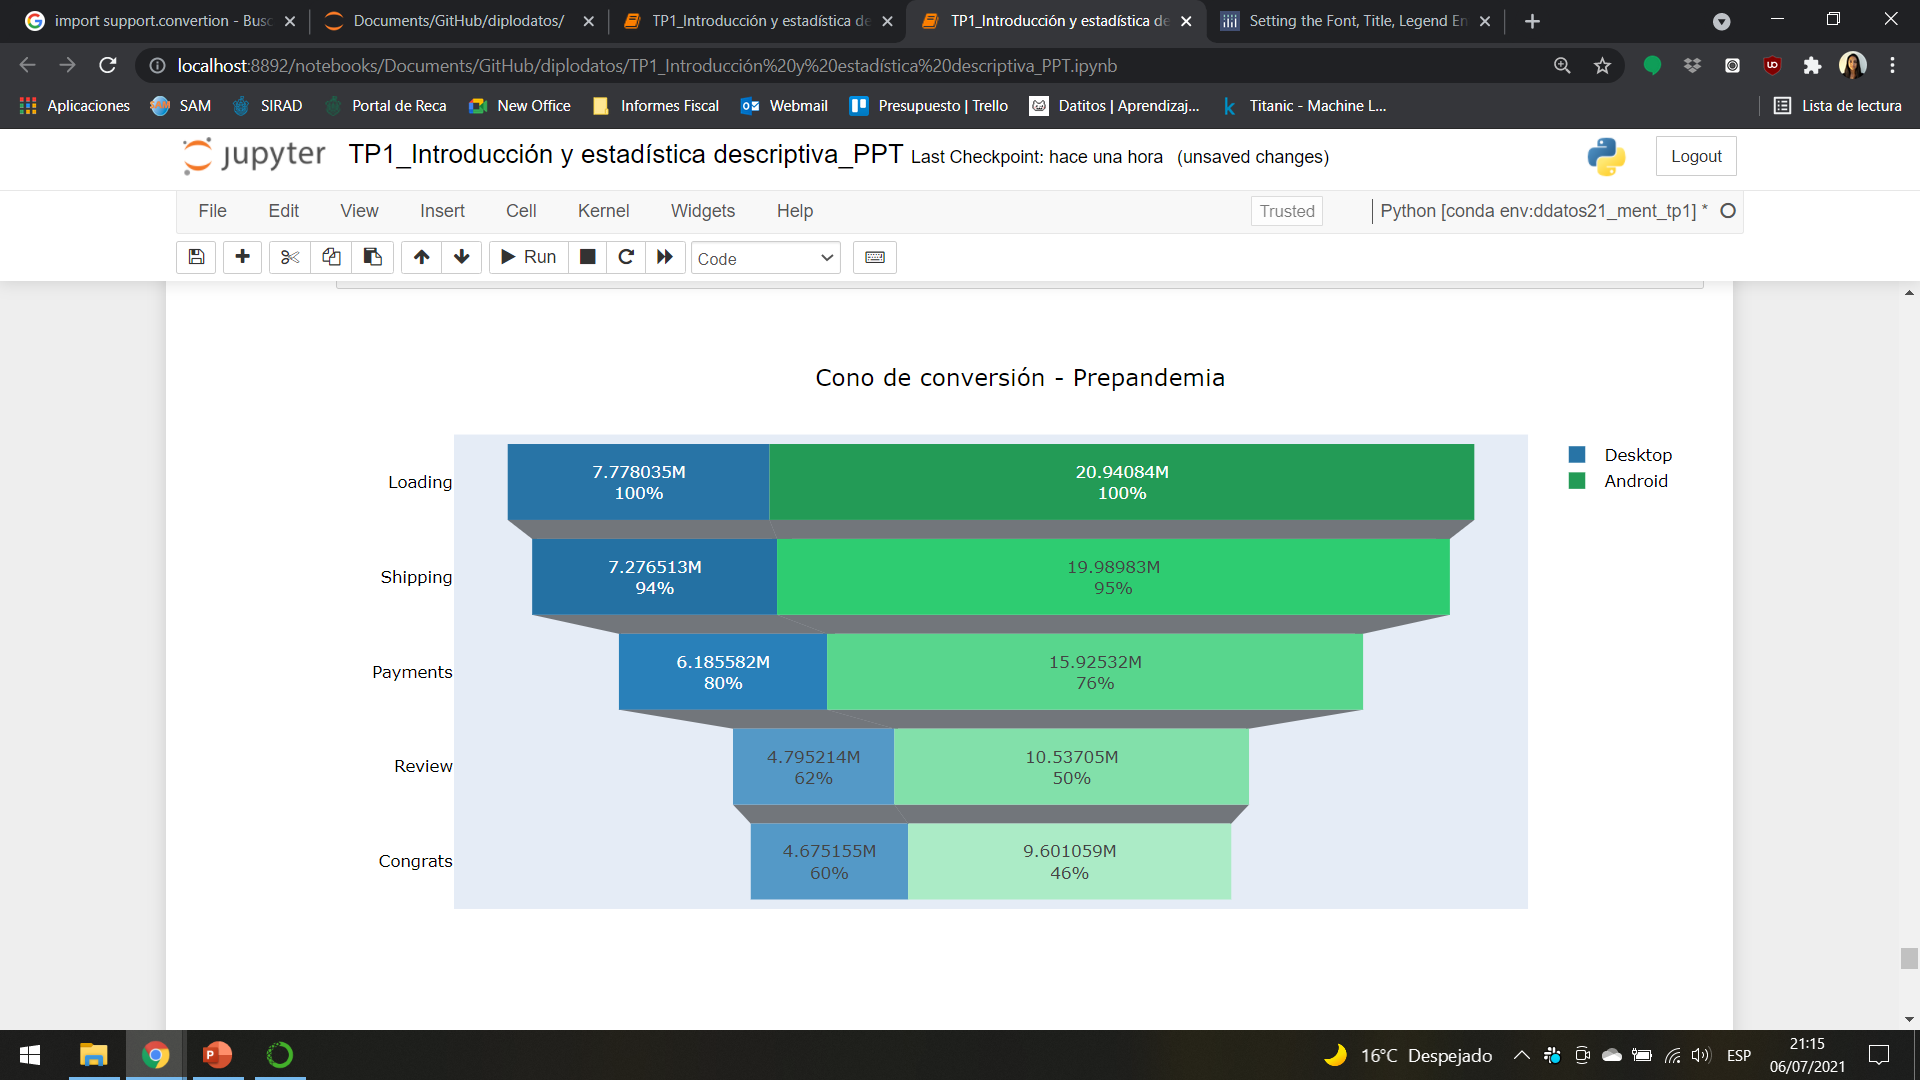 import support.convertion - Bus
Documents/GitHub/diplodatos/
TP1_Introducción y estadística de
TP1_Introducción y estadística de
Setting the Font, Title, Legend En
localhost:8892/notebooks/Documents/GitHub/diplodatos/TP1_Introducción%20y%20estadística%20descriptiva_PPT.ipynb
Aplicaciones
SAM
SIRAD
Portal de Reca
New Office
Informes Fiscal
Webmail
Presupuesto | Trello
Datitos | Aprendizaj...
Titanic - Machine L...
Lista de lectura
jupyter
TP1_Introducción y estadística descriptiva_PPT Last Checkpoint: hace una hora (unsaved changes)
Logout
File Edit View Insert Cell Kernel Widgets Help
Trusted
Python [conda env:ddatos21_ment_tp1] *
Run
Code
Cono de conversión - Prepandemia
Desktop
Android
Loading
7.778035M
100%
20.94084M
100%
Shipping
7.276513M
94%
19.98983M
95%
Payments
6.185582M
80%
15.92532M
76%
Review
4.795214M
62%
10.53705M
50%
Congrats
4.675155M
60%
9.601059M
46%
16°C Despejado
ESP
21:15
06/07/2021